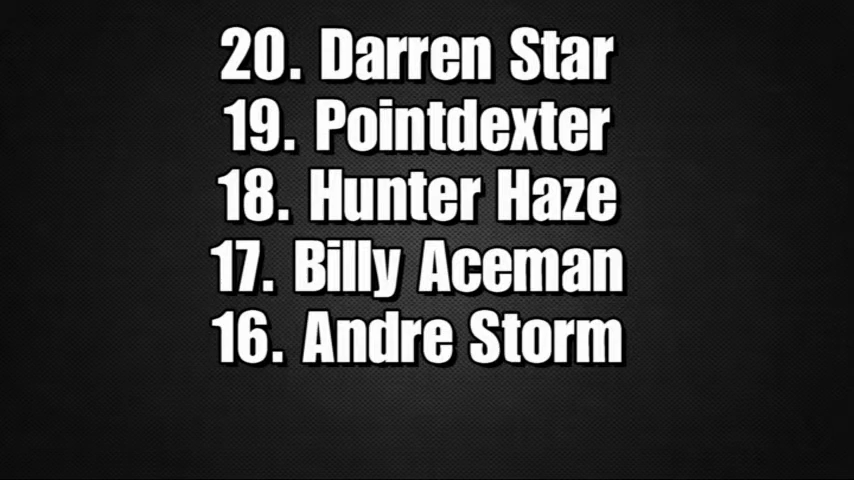 20. Darren Star
19. Pointdexter
18. Hunter Haze
17. Billy Aceman
16. Andre Storm